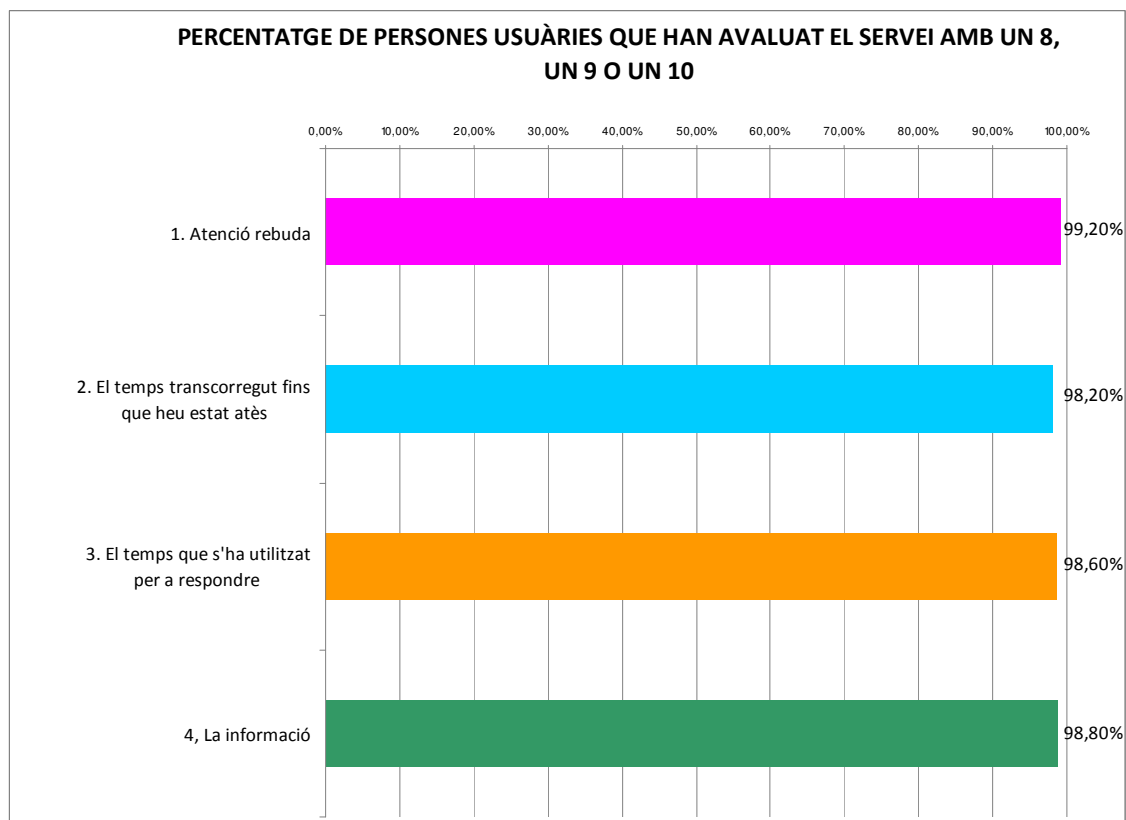 PERCENTATGE DE PERSONES USUÀRIES QUE HAN AVALUAT EL SERVEI AMB UN 8,
UN 9 O UN 10
0,00% 10,00% 20,00% 30,00% 40,00% 50,00% 60,00% 70,00% 80,00% 90,00% 100,00%
1. Atenció rebuda
99,20%
2. El temps transcorregut fins
que heu estat atès
98,20%
3. El temps que s'ha utilitzat
per a respondre
98,60%
4, La informació
98,80%